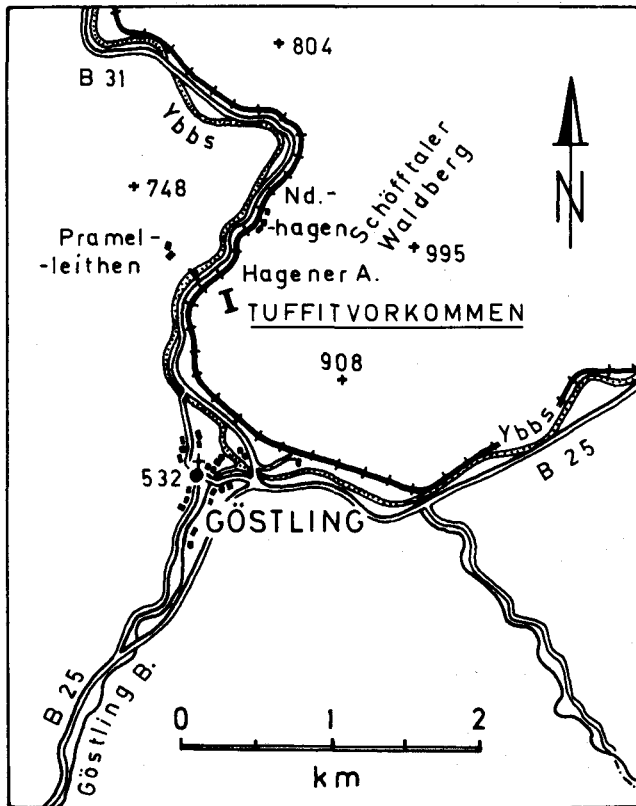 804
B 31
Ybbs
748
Nd.-
-hagen
Schöfftaler
Waldberg
995
N
Pramel-
-leithen
Hagener A.
TUFFITVORKOMMEN
908
Ybbs
B 25
532
GÖSTLING
B 25
Göstling B.
0 1 2
km